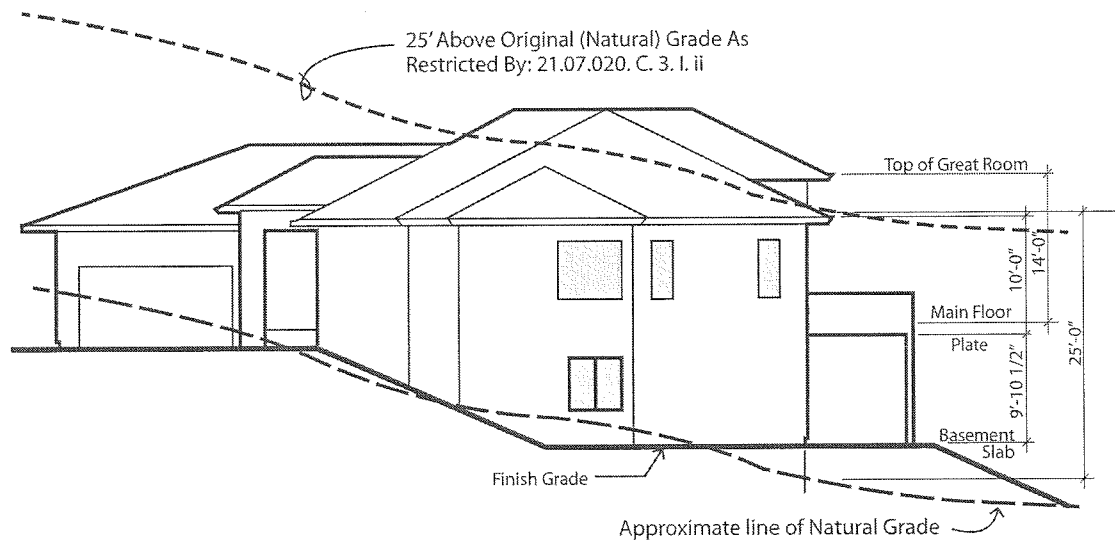 25' Above Original (Natural) Grade As
Restricted By: 21.07.020. C. 3. I. ii
Top of Great Room
10'-0"
14'-0"
Main Floor
Plate
25'-0"
9'-10 1/2"
Basement
Slab
Finish Grade
Approximate line of Natural Grade